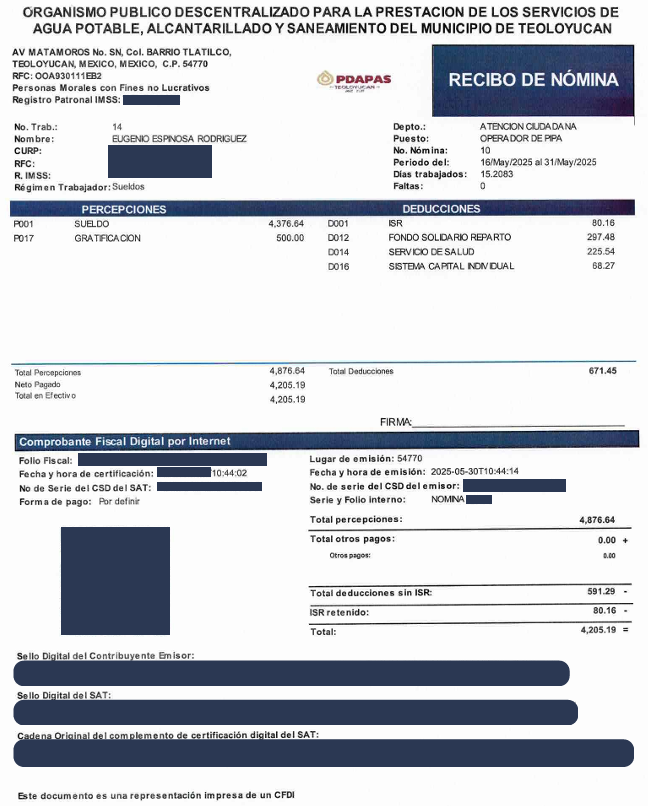 ORGANISMO PUBLICO DESCENTRALIZADO PARA LA PRESTACION DE LOS SERVICIOS DE
AGUA POTABLE, ALCANTARILLADO Y SANEAMIENTO DEL MUNICIPIO DE TEOLOYUCAN
AV MATAMOROS No. SN, Col. BARRIO TLATILCO,
TEOLOYUCAN, MEXICO, MEXICO, C.P. 54770
RFC: OOA930111EB2
Personas Morales con Fines no Lucrativos
Registro Patronal IMSS:
PDAPAS
TEOLOYUCAN
RECIBO DE NÓMINA
No. Trab.: 14
Nombre: EUGENIO ESPINOSA RODRIGUEZ
CURP:
RFC:
R. IMSS:
Régimen Trabajador: Sueldos
Depto.: ATENCION CIUDADANA
Puesto: OPERADOR DE PIPA
No. Nómina: 10
Periodo del: 16/May/2025 al 31/May/2025
Días trabajados: 15.2083
Faltas: 0
PERCEPCIONES DEDUCCIONES
P001 SUELDO 4,376.64 D001 ISR 80.16
P017 GRATIFICACION 500.00 D012 FONDO SOLIDARIO REPARTO 297.48
D014 SERVICIO DE SALUD 225.54
D016 SISTEMA CAPITAL INDIVIDUAL 68.27
Total Percepciones 4,876.64 Total Deducciones 671.45
Neto Pagado 4,205.19
Total en Efectivo 4,205.19
FIRMA:
Comprobante Fiscal Digital por Internet
Folio Fiscal:
Fecha y hora de certificación: 10:44:02
No de Serie del CSD del SAT:
Forma de pago: Por definir
Lugar de emisión: 54770
Fecha y hora de emisión: 2025-05-30T10:44:14
No. de serie del CSD del emisor:
Serie y Folio interno: NOMINA
Total percepciones: 4,876.64
Total otros pagos: 0.00 +
Otros pagos: 0.00
Total deducciones sin ISR: 591.29 -
ISR retenido: 80.16 -
Total: 4,205.19 =
Sello Digital del Contribuyente Emisor:
Sello Digital del SAT:
Cadena Original del complemento de certificación digital del SAT:
Este documento es una representación impresa de un CFDI